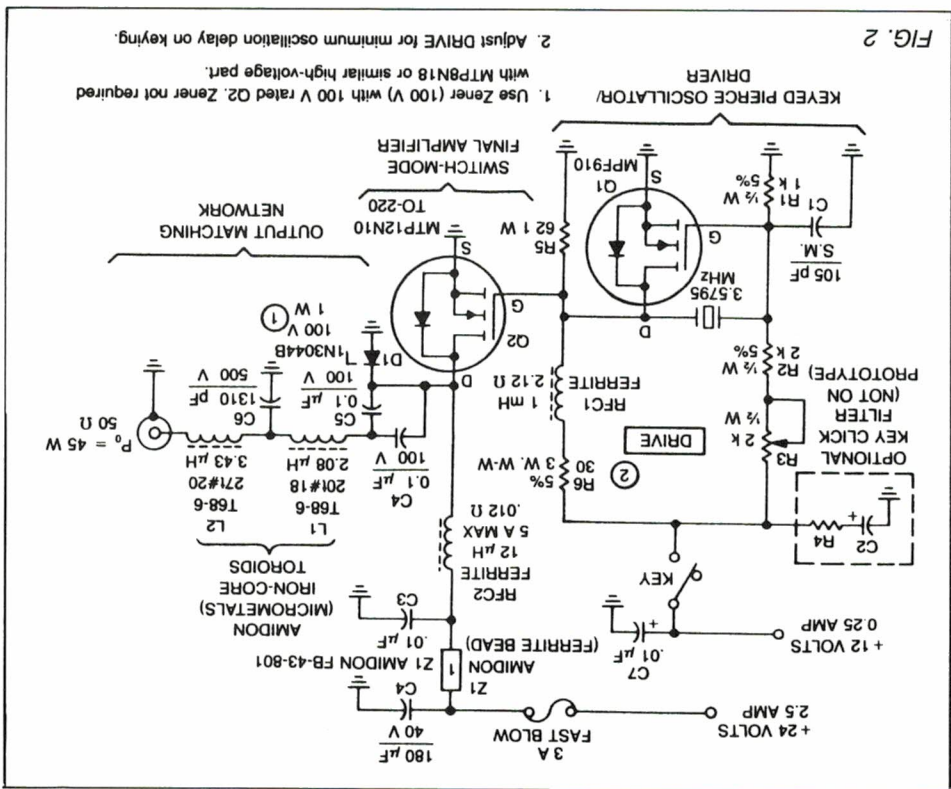 180 µF
40 V
C4
3 A
FAST BLOW
+24 VOLTS
2.5 AMP
Z1
AMIDON
(FERRITE BEAD)
Z1 AMIDON FB-43-801
+12 VOLTS
0.25 AMP
C7
.01 µF
+
KEY
C3
.01 µF
RFC2
FERRITE
12 µH
5 A MAX
.012 Ω
AMIDON
(MICROMETALS)
IRON-CORE
TOROIDS
L1
T68-6
20T#18
2.08 µH
L2
T68-6
27T#20
3.43 µH
C2
+
R4
OPTIONAL
KEY CLICK
FILTER
(NOT ON
PROTOTYPE)
R3
2 k
½ W
2
DRIVE
R6
30
3 W. W-W
5%
RFC1
1 mH
FERRITE
2.12 Ω
C4
0.1 µF
100 V
C5
0.1 µF
100 V
C6
1310 pF
500 V
P₀ = 45 W
50 Ω
R2
2 k
½ W
5%
3.5795
MHz
D
G
S
Q1
MPF910
105 pF
S.M.
C1
R1
1 k
½ W
5%
R5
62 1 W
D
Q2
G
S
MTP12N10
TO-220
D1
1N3044B
100 V
1 W
1
KEYED PIERCE OSCILLATOR/
DRIVER
SWITCH-MODE
FINAL AMPLIFIER
OUTPUT MATCHING
NETWORK
1. Use Zener (100 V) with 100 V rated Q2. Zener not required
with MTP8N18 or similar high-voltage part.
2. Adjust DRIVE for minimum oscillation delay on keying.
FIG. 2